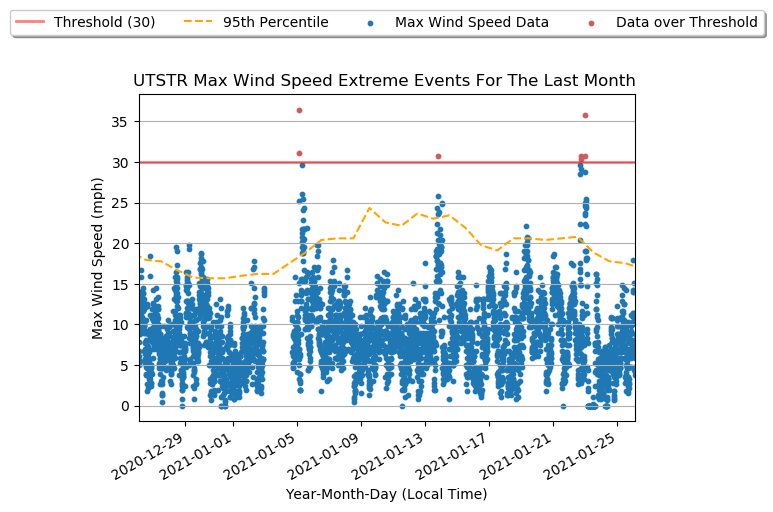 Threshold (30) 95th Percentile Max Wind Speed Data Data over Threshold
UTSTR Max Wind Speed Extreme Events For The Last Month
Max Wind Speed (mph)
35
30
25
20
15
10
5
0
2020-12-29 2021-01-01 2021-01-05 2021-01-09 2021-01-13 2021-01-17 2021-01-21 2021-01-25
Year-Month-Day (Local Time)